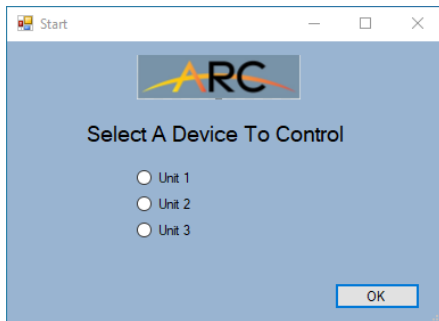 Start
ARC
Select A Device To Control
Unit 1
Unit 2
Unit 3
OK